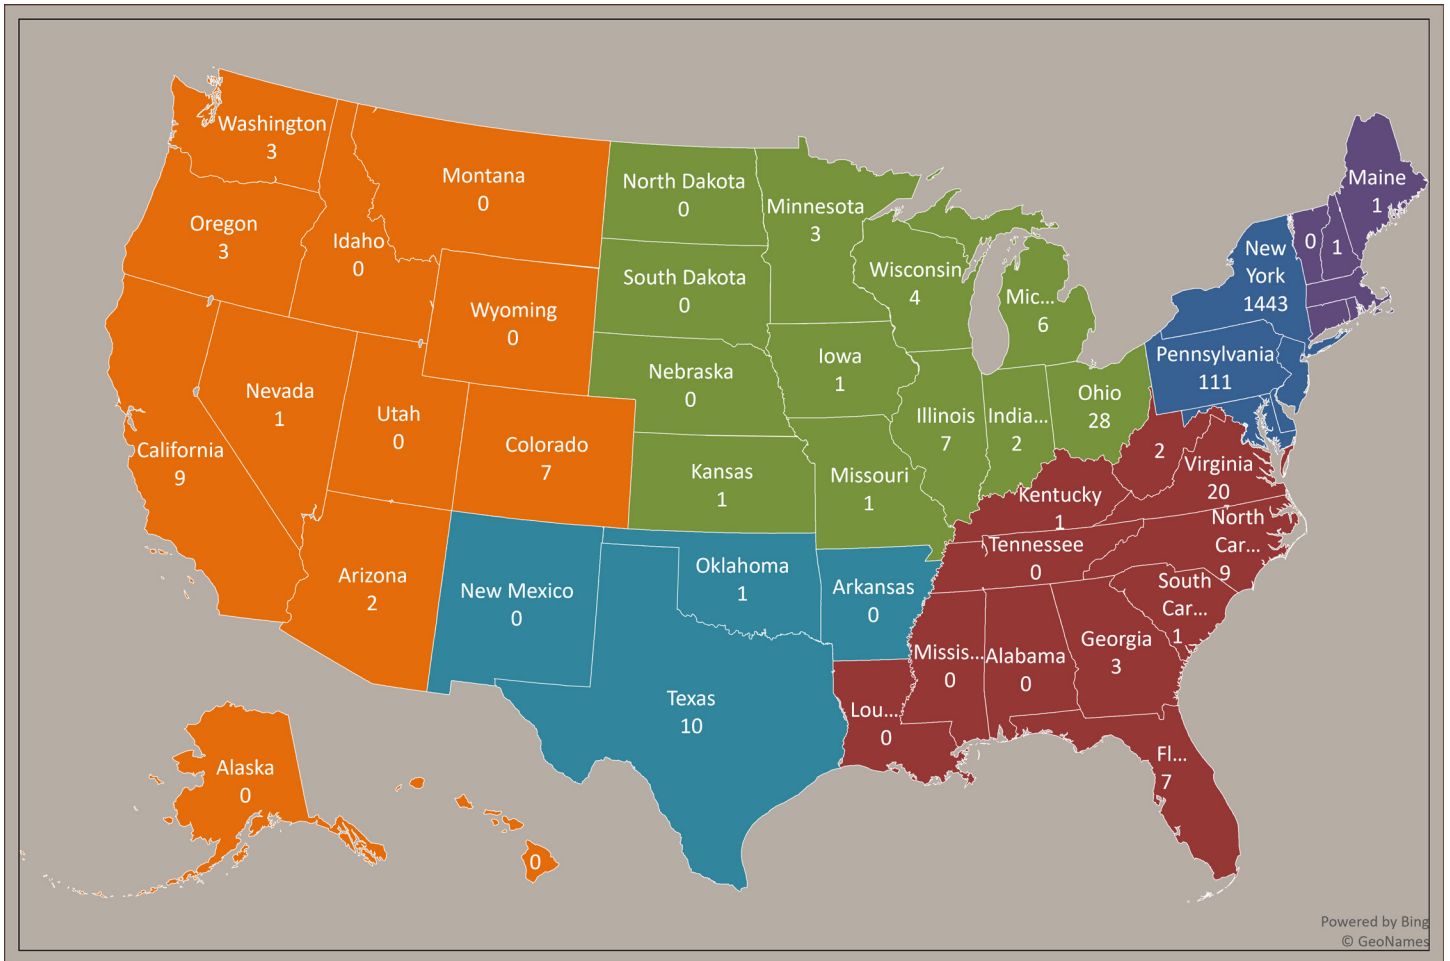 Washington
3
Montana
0
North Dakota
0
Minnesota
3
Maine
1
Oregon
3
Idaho
0
0
1
New
York
1443
Wisconsin
4
South Dakota
0
Mic...
6
Wyoming
0
Iowa
1
Pennsylvania
111
Nebraska
0
Nevada
1
Utah
0
Ohio
28
Illinois
7
India...
2
California
9
Colorado
7
2
Virginia
20
Kansas
1
Missouri
1
Kentucky
1
North
Car...
9
Tennessee
0
Arizona
2
New Mexico
0
Oklahoma
1
Arkansas
0
South
Car...
1
Missis...
0
Alabama
0
Georgia
3
Texas
10
Lou...
0
Fl...
7
Alaska
0
0
Powered by Bing
© GeoNames